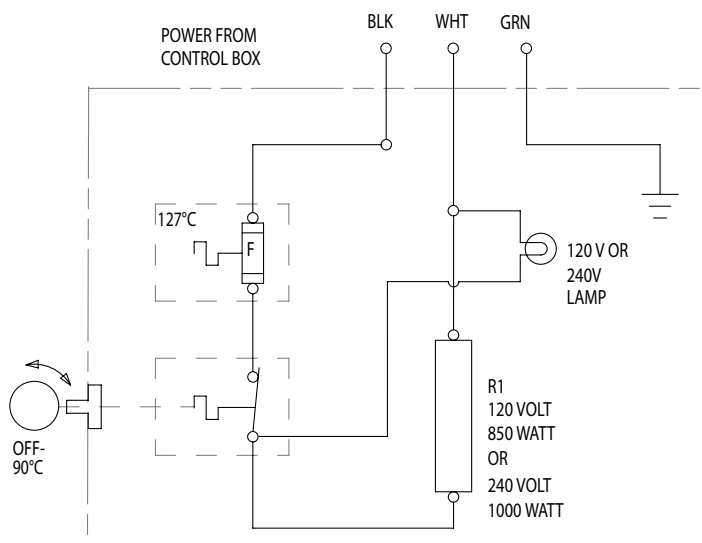 POWER FROM
CONTROL BOX
BLK
WHT
GRN
127°C
F
120 V OR
240V
LAMP
OFF-
90°C
R1
120 VOLT
850 WATT
OR
240 VOLT
1000 WATT